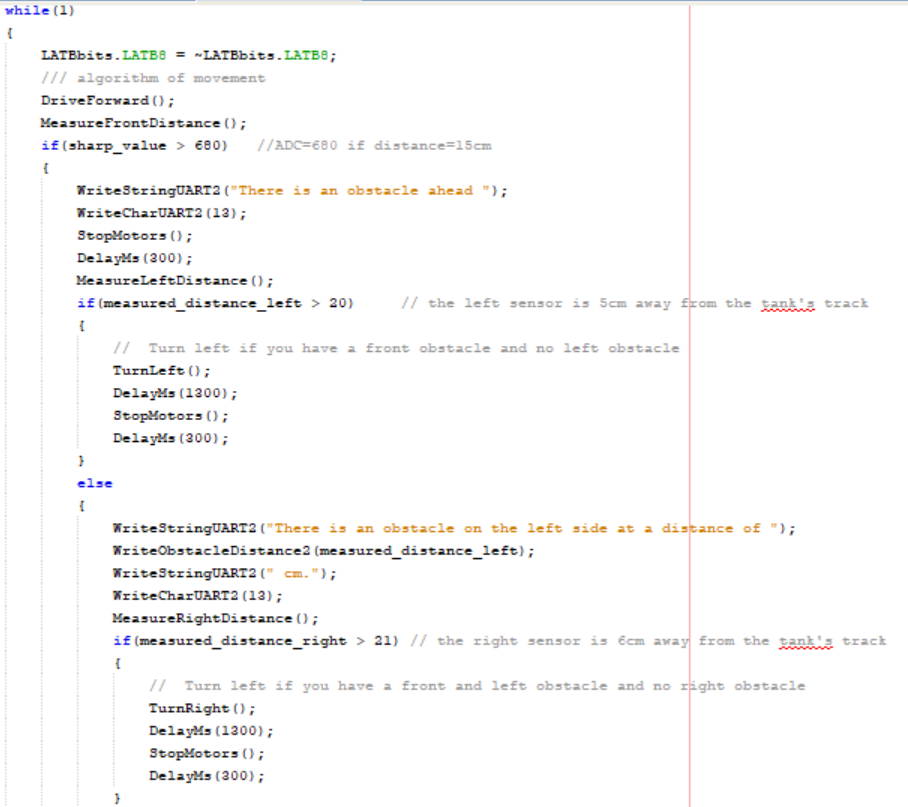 while(1)
{
    LATBbits.LATB8 = ~LATBbits.LATB8;
    /// algorithm of movement
    DriveForward();
    MeasureFrontDistance();
    if(sharp_value > 680)   //ADC=680 if distance=15cm
    {
        WriteStringUART2("There is an obstacle ahead ");
        WriteCharUART2(13);
        StopMotors();
        DelayMs(300);
        MeasureLeftDistance();
        if(measured_distance_left > 20)     // the left sensor is 5cm away from the tank's track
        {
            //  Turn left if you have a front obstacle and no left obstacle
            TurnLeft();
            DelayMs(1300);
            StopMotors();
            DelayMs(300);
        }
        else
        {
            WriteStringUART2("There is an obstacle on the left side at a distance of ");
            WriteObstacleDistance2(measured_distance_left);
            WriteStringUART2(" cm.");
            WriteCharUART2(13);
            MeasureRightDistance();
            if(measured_distance_right > 21) // the right sensor is 6cm away from the tank's track
            {
                //  Turn left if you have a front and left obstacle and no right obstacle
                TurnRight();
                DelayMs(1300);
                StopMotors();
                DelayMs(300);
            }